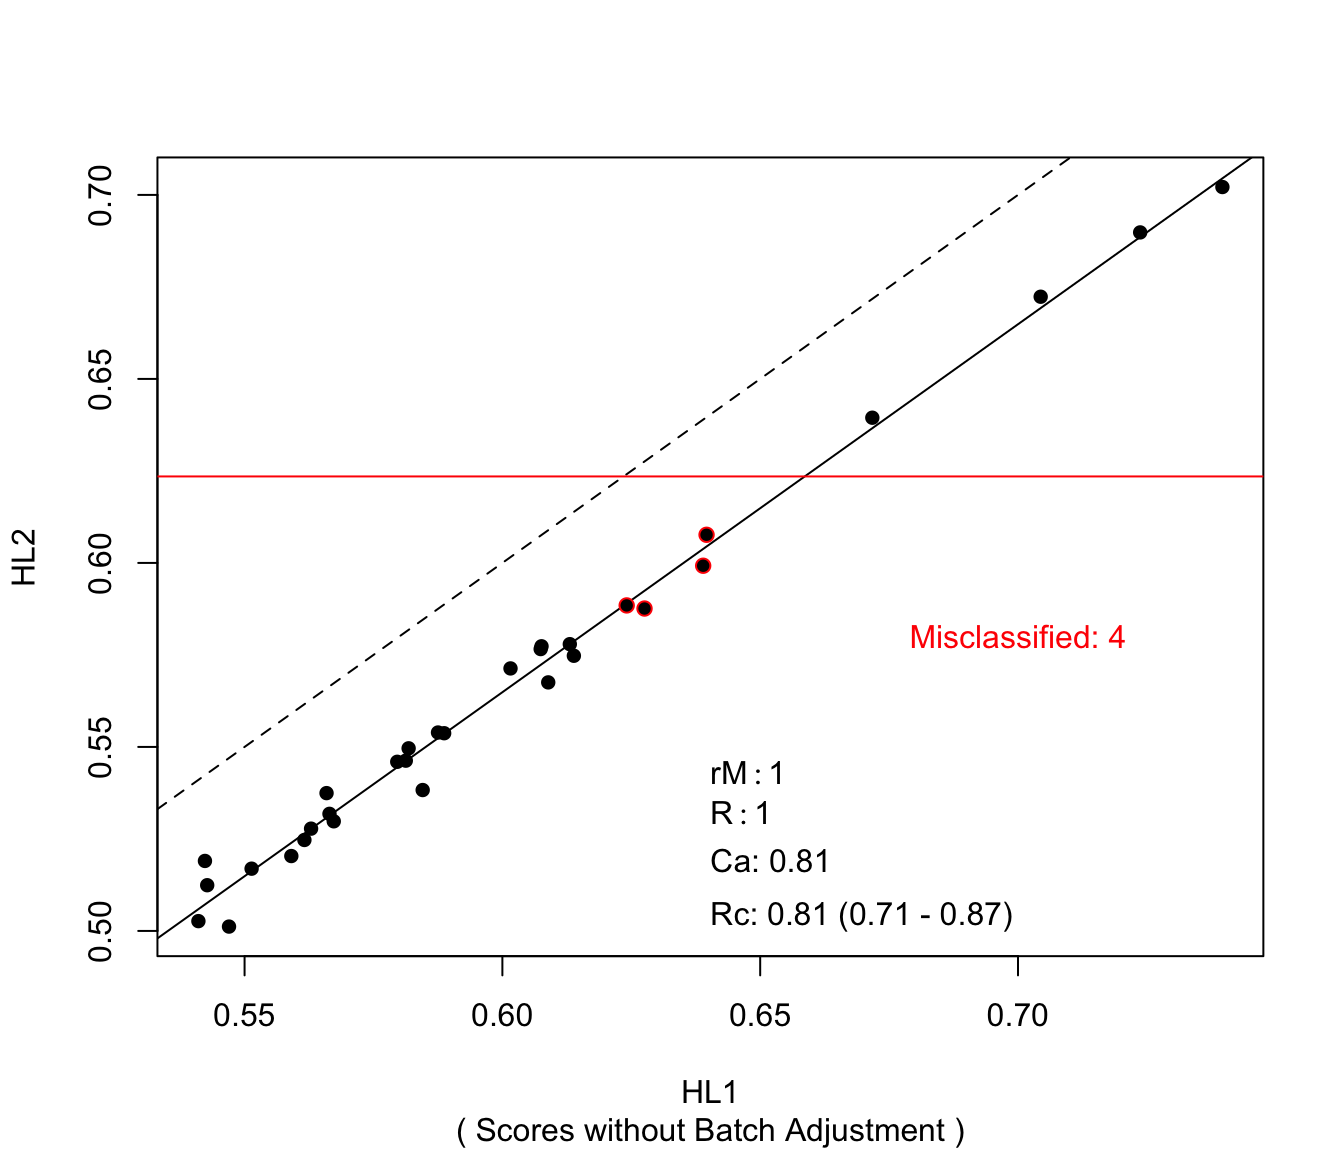 0.70
0.65
0.60
0.55
0.50
HL2
Misclassified: 4
rM : 1
R : 1
Ca: 0.81
Rc: 0.81 (0.71 - 0.87)
0.55 0.60 0.65 0.70
HL1
( Scores without Batch Adjustment )